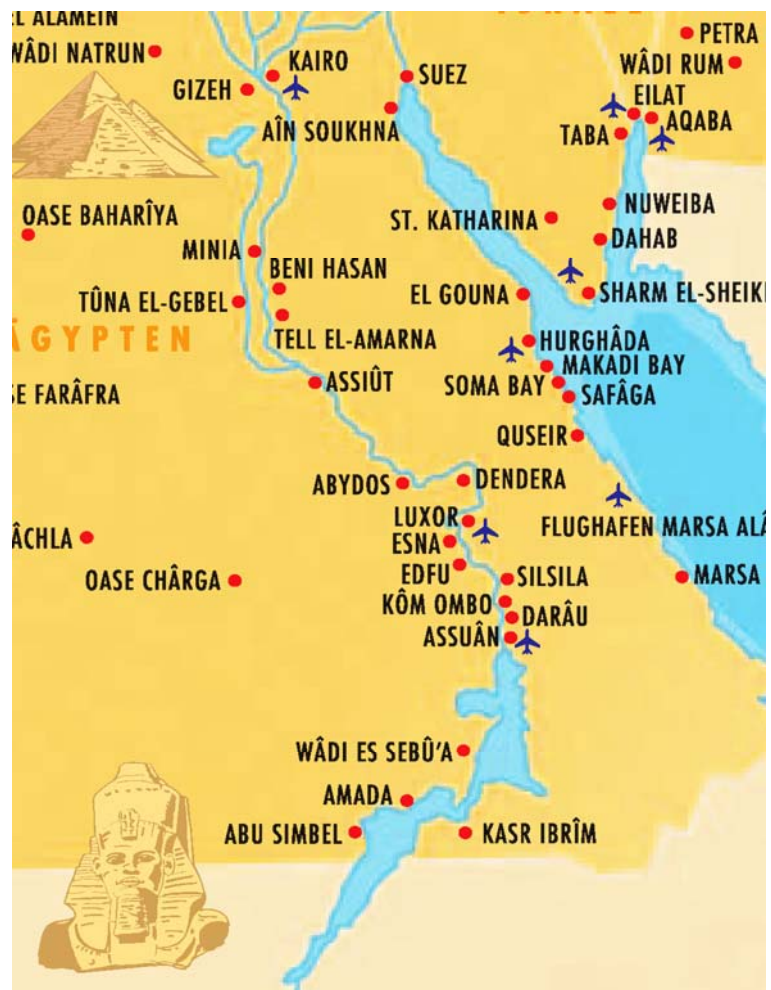 EL ALAMEIN
WÂDI NATRUN
KAIRO
GIZEH
SUEZ
AÎN SOUKHNA
PETRA
WÂDI RUM
EILAT
AQABA
TABA
OASE BAHARÎYA
ST. KATHARINA
NUWEIBA
DAHAB
MINIA
BENI HASAN
TÛNA EL-GEBEL
EL GOUNA
SHARM EL-SHEIK
ÄGYPTEN
TELL EL-AMARNA
HURGHÂDA
MAKADI BAY
SE FARÂFRA
ASSIÛT
SOMA BAY
SAFÂGA
QUSEIR
ABYDOS
DENDERA
LUXOR
ÂCHLA
ESNA
FLUGHAFEN MARSA ALÂ
OASE CHÂRGA
EDFU
SILSILA
MARSA
KÔM OMBO
DARÂU
ASSUÂN
WÂDI ES SEBÛ'A
AMADA
ABU SIMBEL
KASR IBRÎM